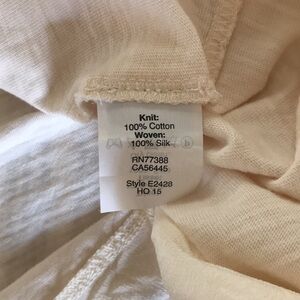 Knit:
100% Cotton
Woven:
100% Silk
RN77388
CA56445
Style E2428
HO 15